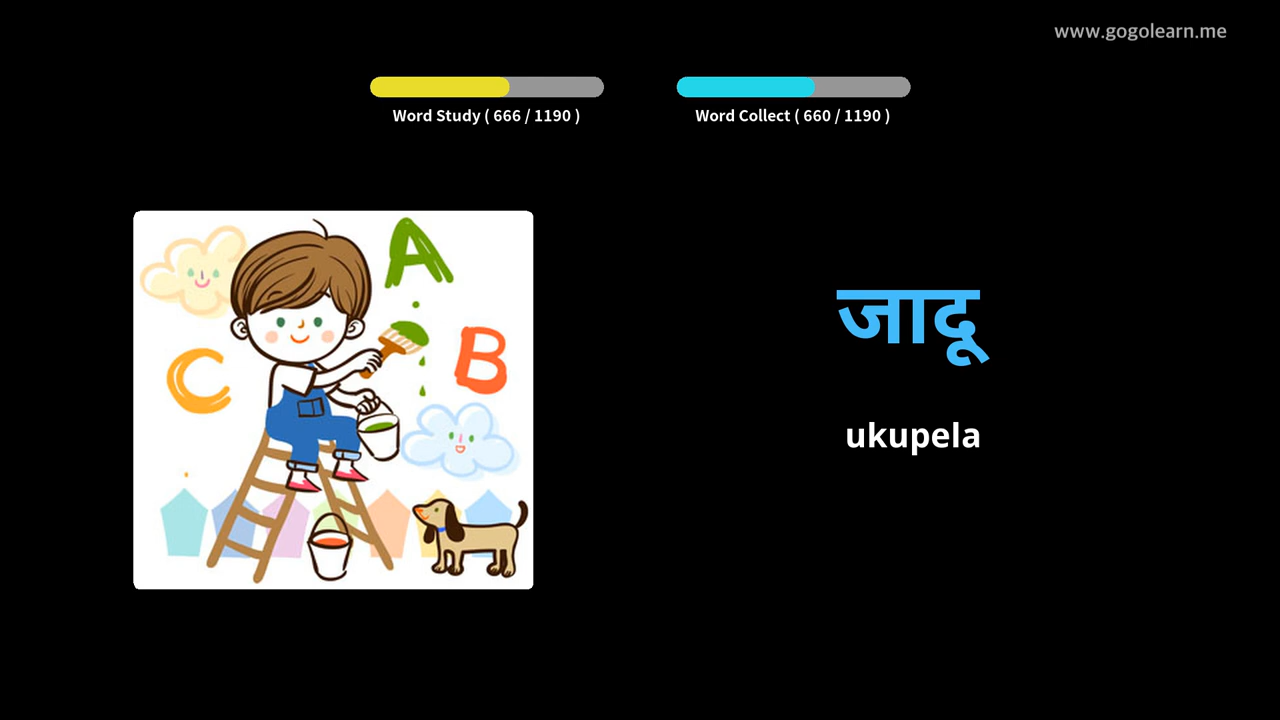 www.gogolearn.me
Word Study ( 666 / 1190 )
Word Collect ( 660 / 1190 )
A
B
C
जादू
ukupela